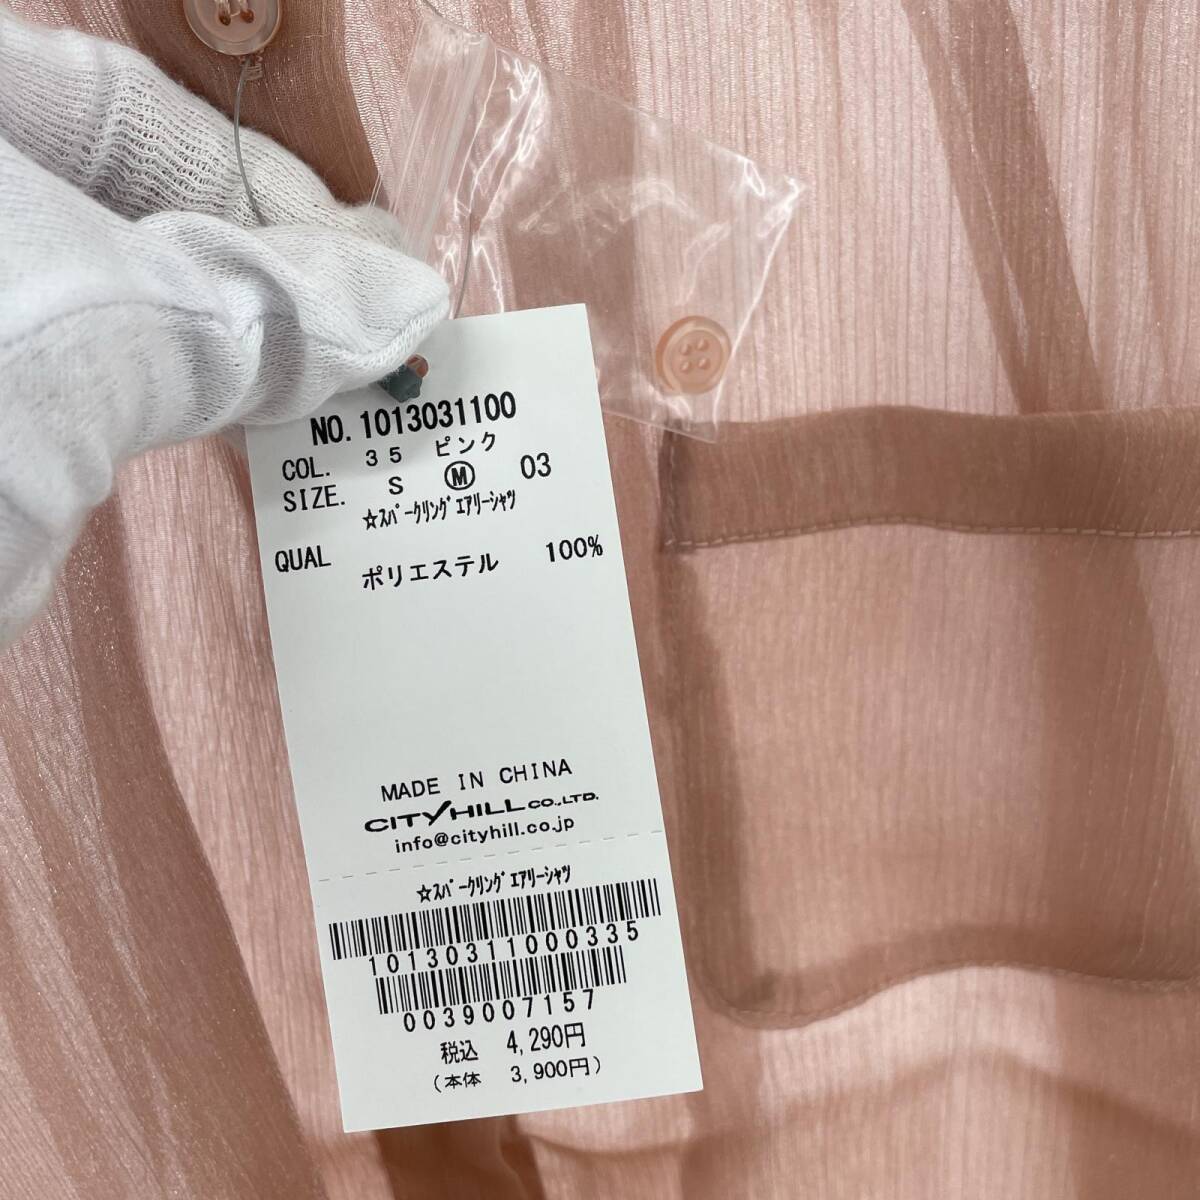 NO. 1013031100
COL. 35 ピンク
SIZE. S Ⓜ 03
☆ｽﾊﾟｰｸﾘﾝｸﾞｴｱﾘｰｼｬﾂ
QUAL ポリエステル 100%
MADE IN CHINA
CITYHILL CO.,LTD.
info@cityhill.co.jp
☆ｽﾊﾟｰｸﾘﾝｸﾞｴｱﾘｰｼｬﾂ
10130311000335
0039007157
税込 4,290円
(本体 3,900円)